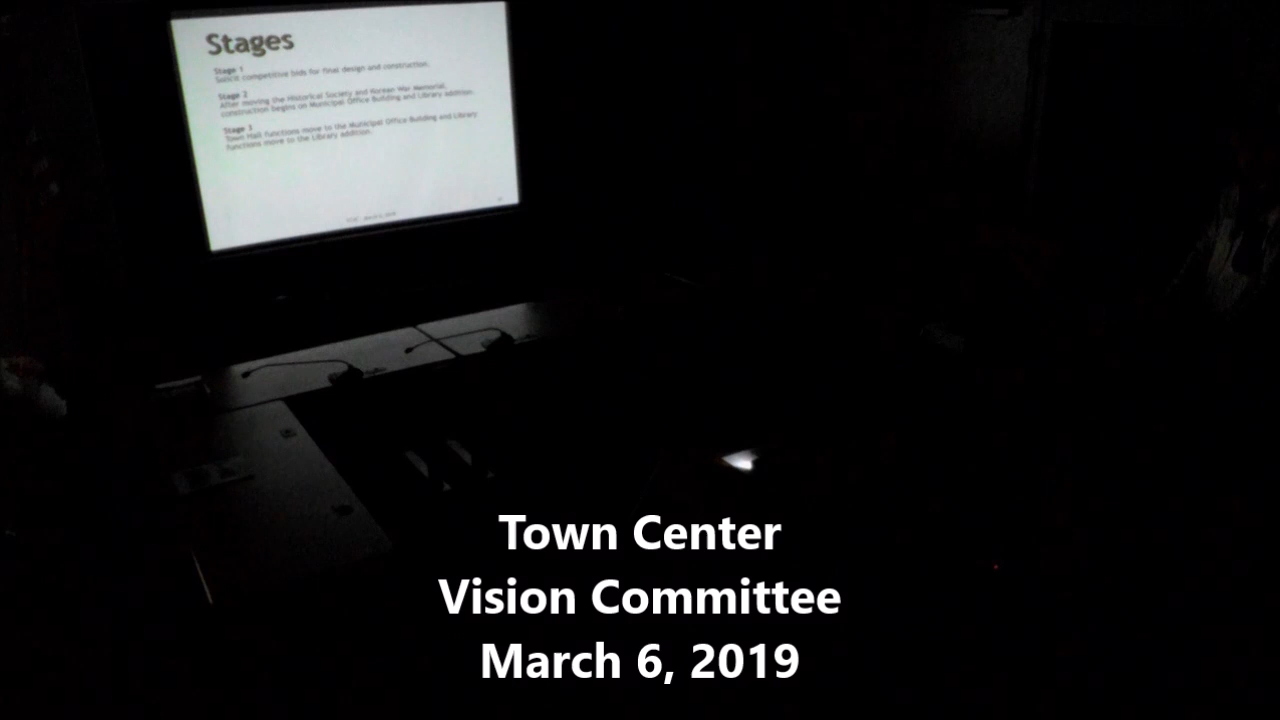 Stages
Stage 1
Solicit competitive bids for final design and construction.
Stage 2
After moving the Historical Society and Korean War Memorial,
construction begins on Municipal Office Building and Library addition.
Stage 3
Town Hall functions move to the Municipal Office Building and Library
functions move to the Library addition.
March 6, 2019
Town Center
Vision Committee
March 6, 2019